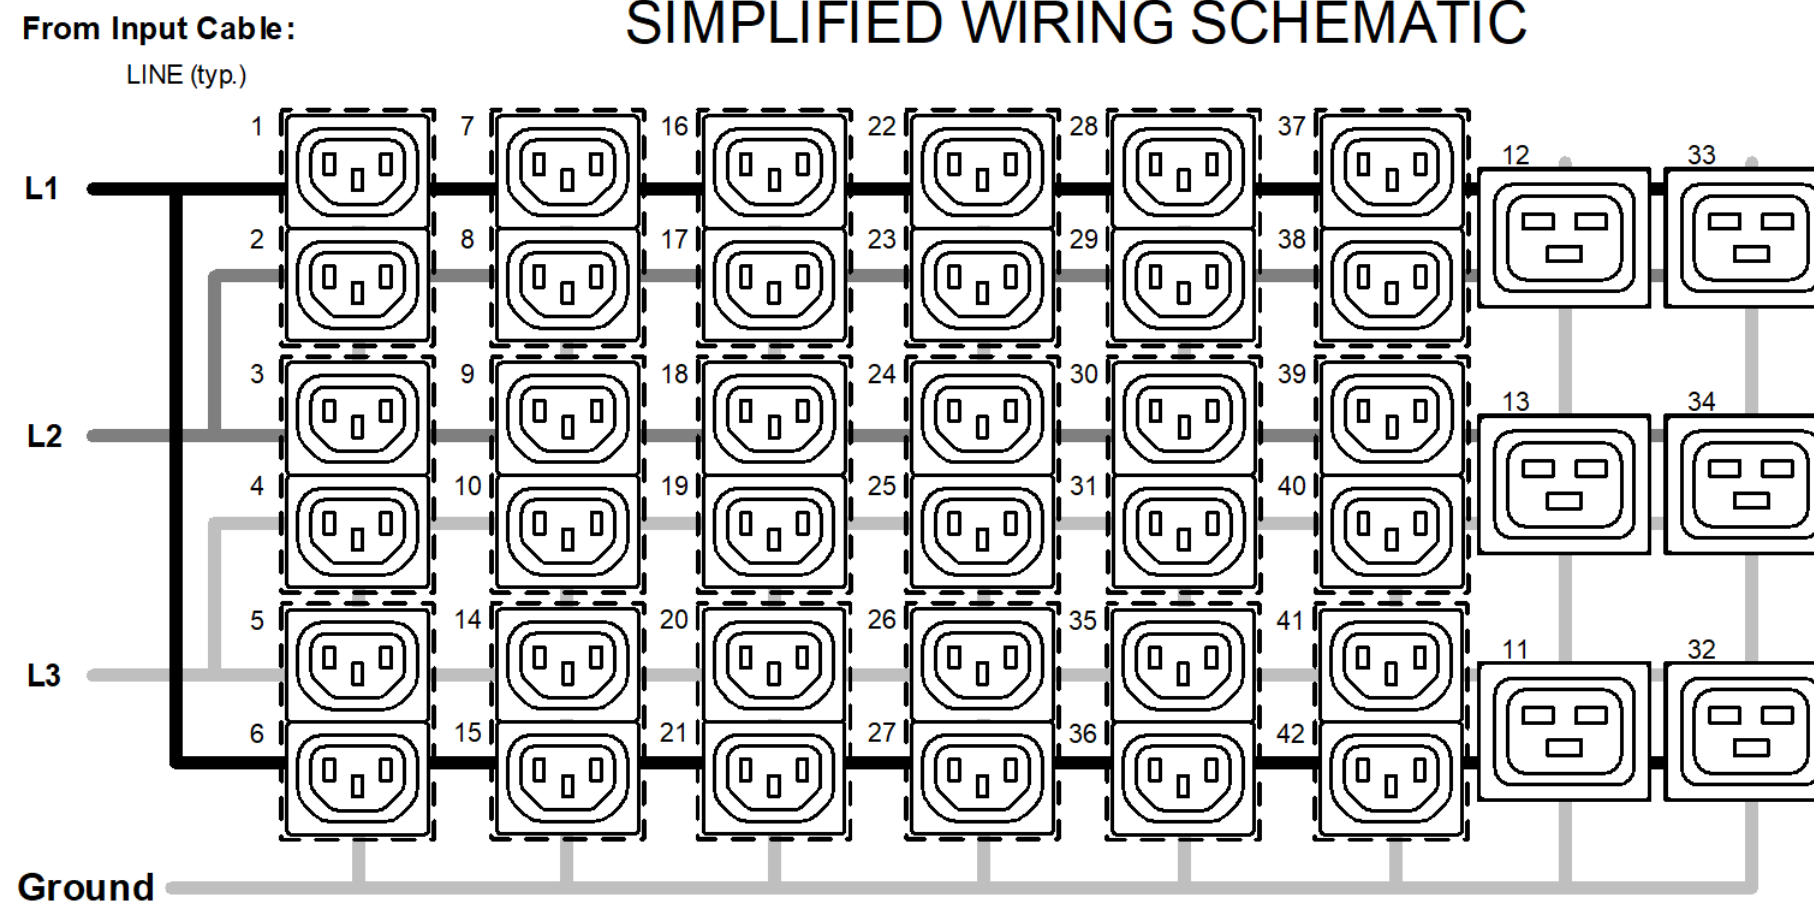 SIMPLIFIED WIRING SCHEMATIC
From Input Cable:
LINE (typ.)
1 7 16 22 28 37
12 33
L1
2 8 17 23 29 38
3 9 18 24 30 39
13 34
L2
4 10 19 25 31 40
5 14 20 26 35 41
11 32
L3
6 15 21 27 36 42
Ground